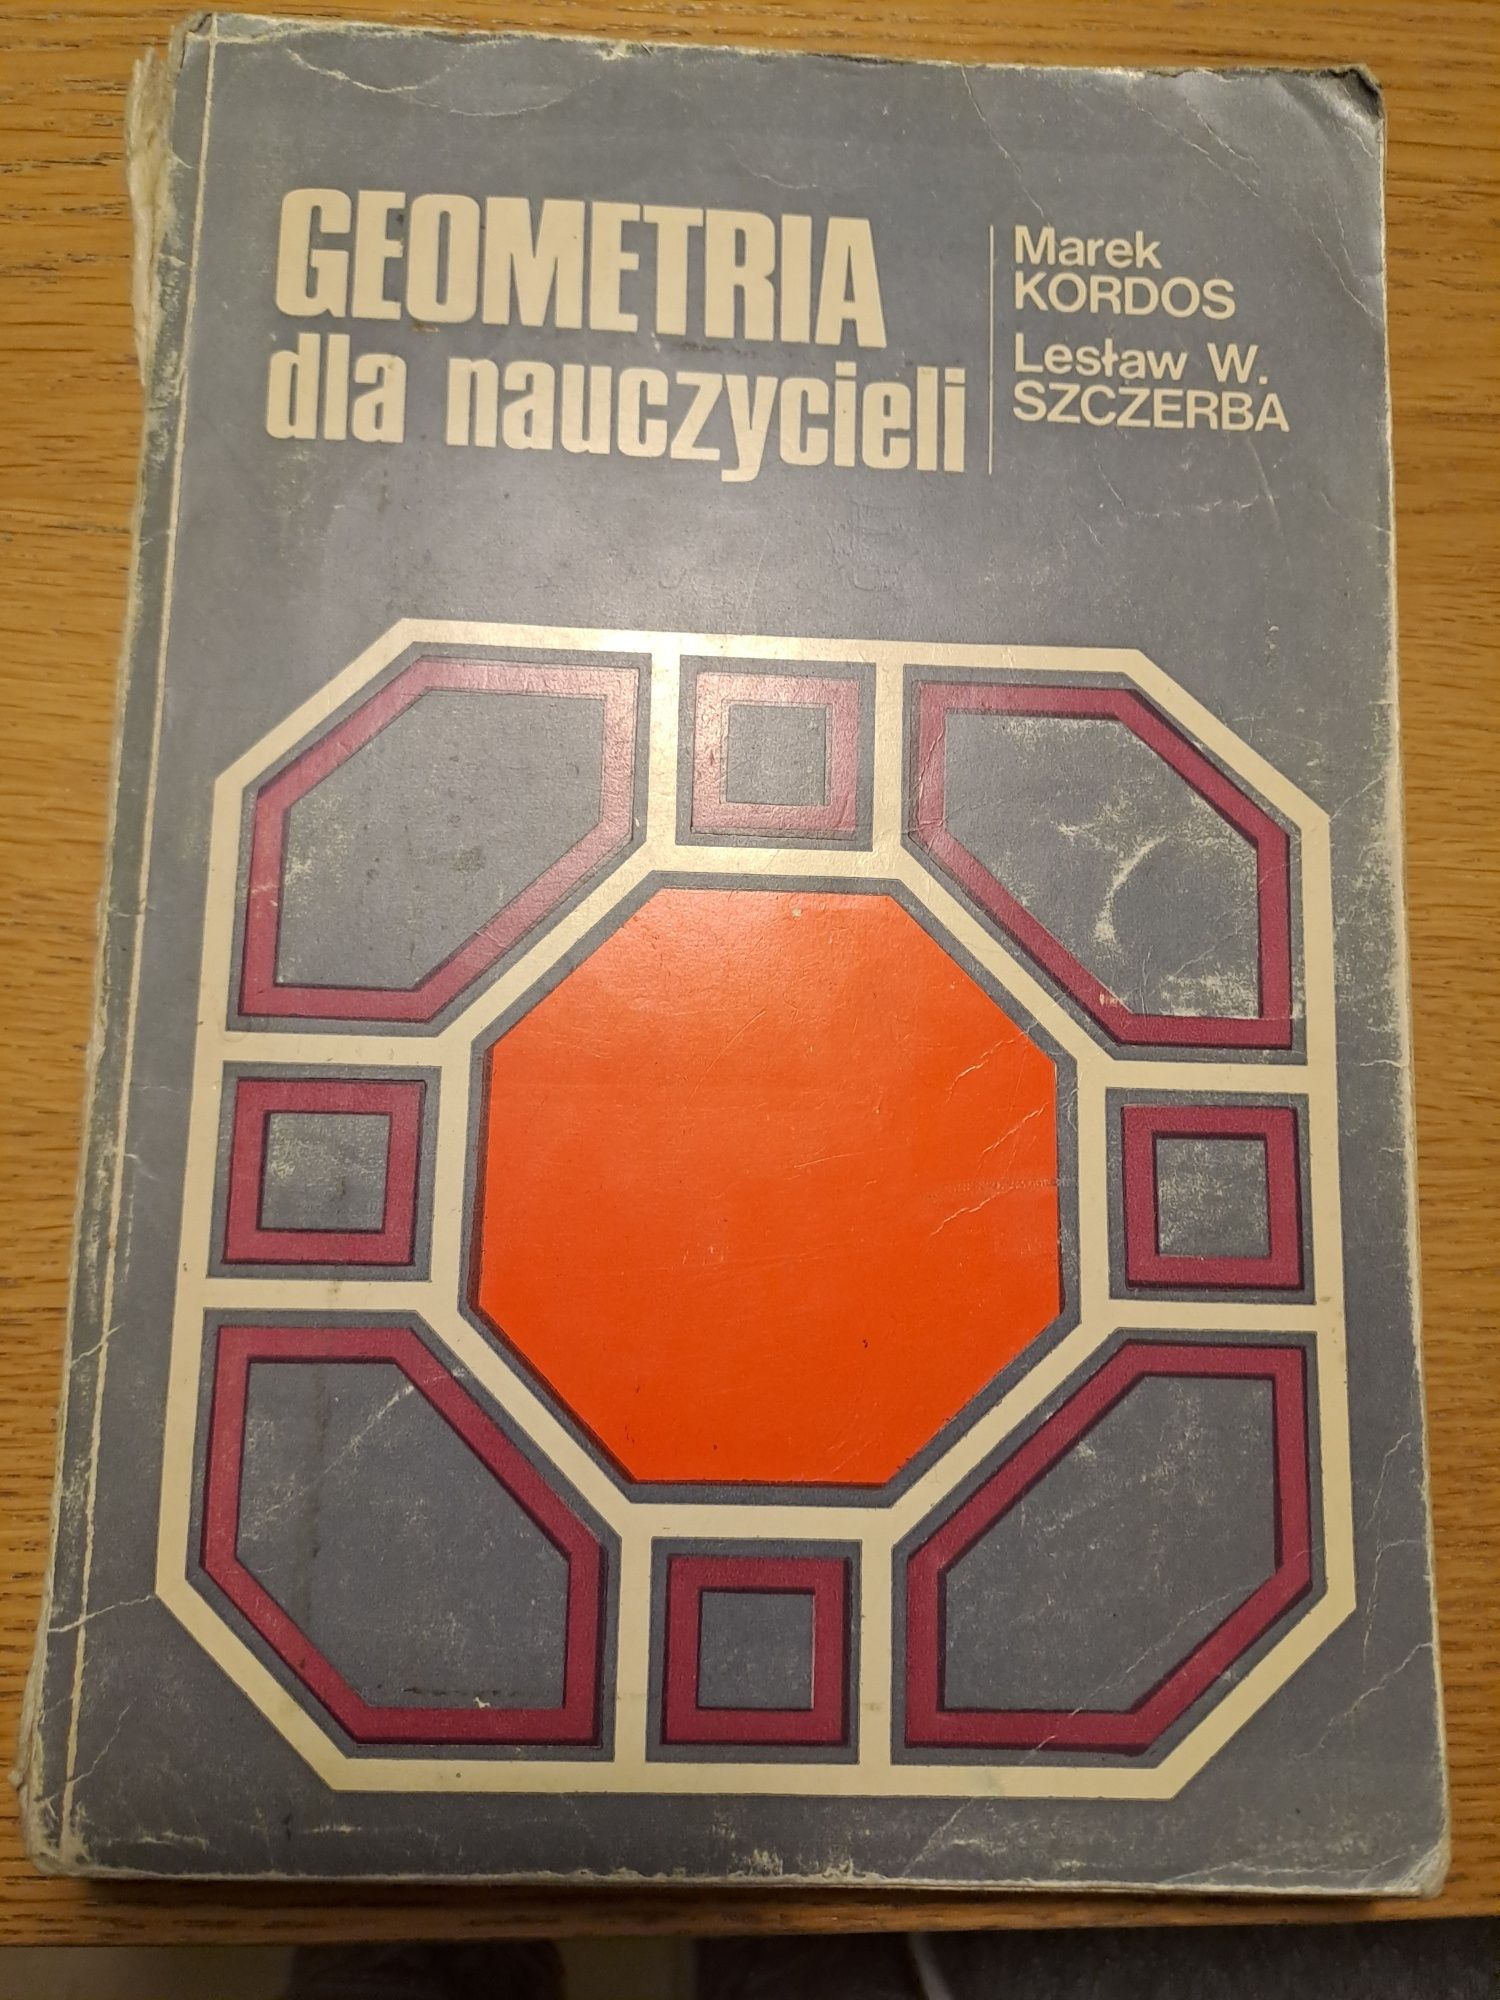 GEOMETRIA
dla nauczycieli
Marek
KORDOS
Lesław W.
SZCZERBA